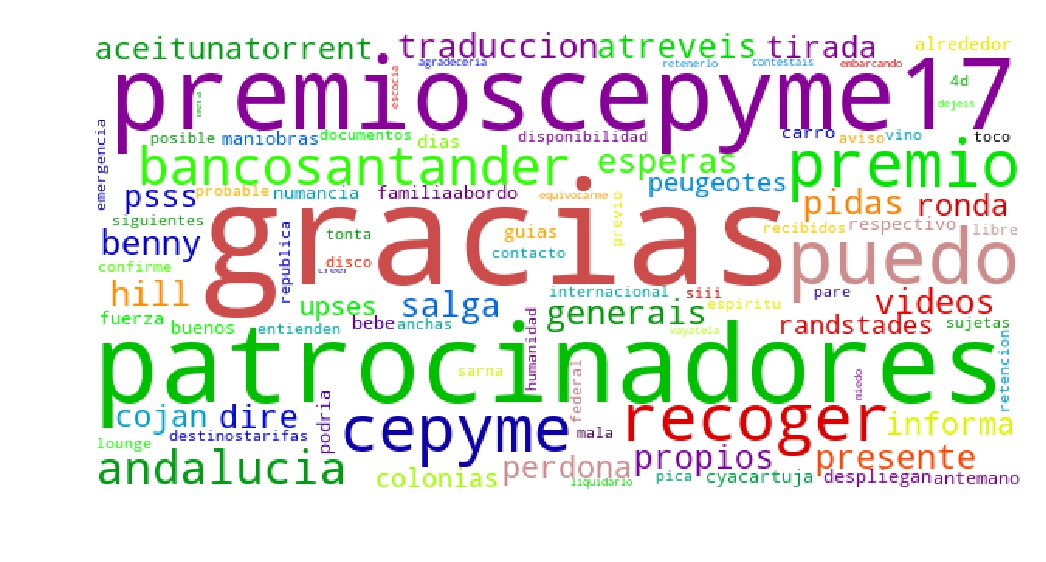 aceitunatorrent traduccion atreveis tirada alrededor
agradeceria retenerlo contestais embarcando
premioscepyme17
escocia 4d dejeis
emergencia posible maniobras documentos dias disponibilidad carro aviso vino toco
bancosantander esperas premio
psss probable numancia familiaabordo equivocarme peugeotes pidas ronda
siguientes tonta guias previo recibidos respectivo libre
benny republica gracias contacto puedo
confirme disco
hill upses salga internacional siii espiritu pare videos
fuerza buenos entienden bebe anchas humanidad generais vayatela randstades sujetas
patrocinadores
sarna federal miedo retencion
cojan dire podria cepyme mala recoger informa
lounge destinostarifas
andalucia colonias perdona propios presente
liquidarlo pica cyacartuja despliegan antemano